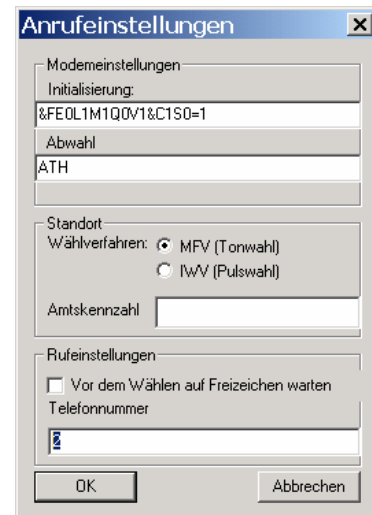 Anrufeinstellungen
Modemeinstellungen
Initialisierung:
&FE0L1M1Q0V1&C1S0=1
Abwahl
ATH
Standort
Wählverfahren: MFV (Tonwahl)
IWV (Pulswahl)
Amtskennzahl
Rufeinstellungen
Vor dem Wählen auf Freizeichen warten
Telefonnummer
OK Abbrechen